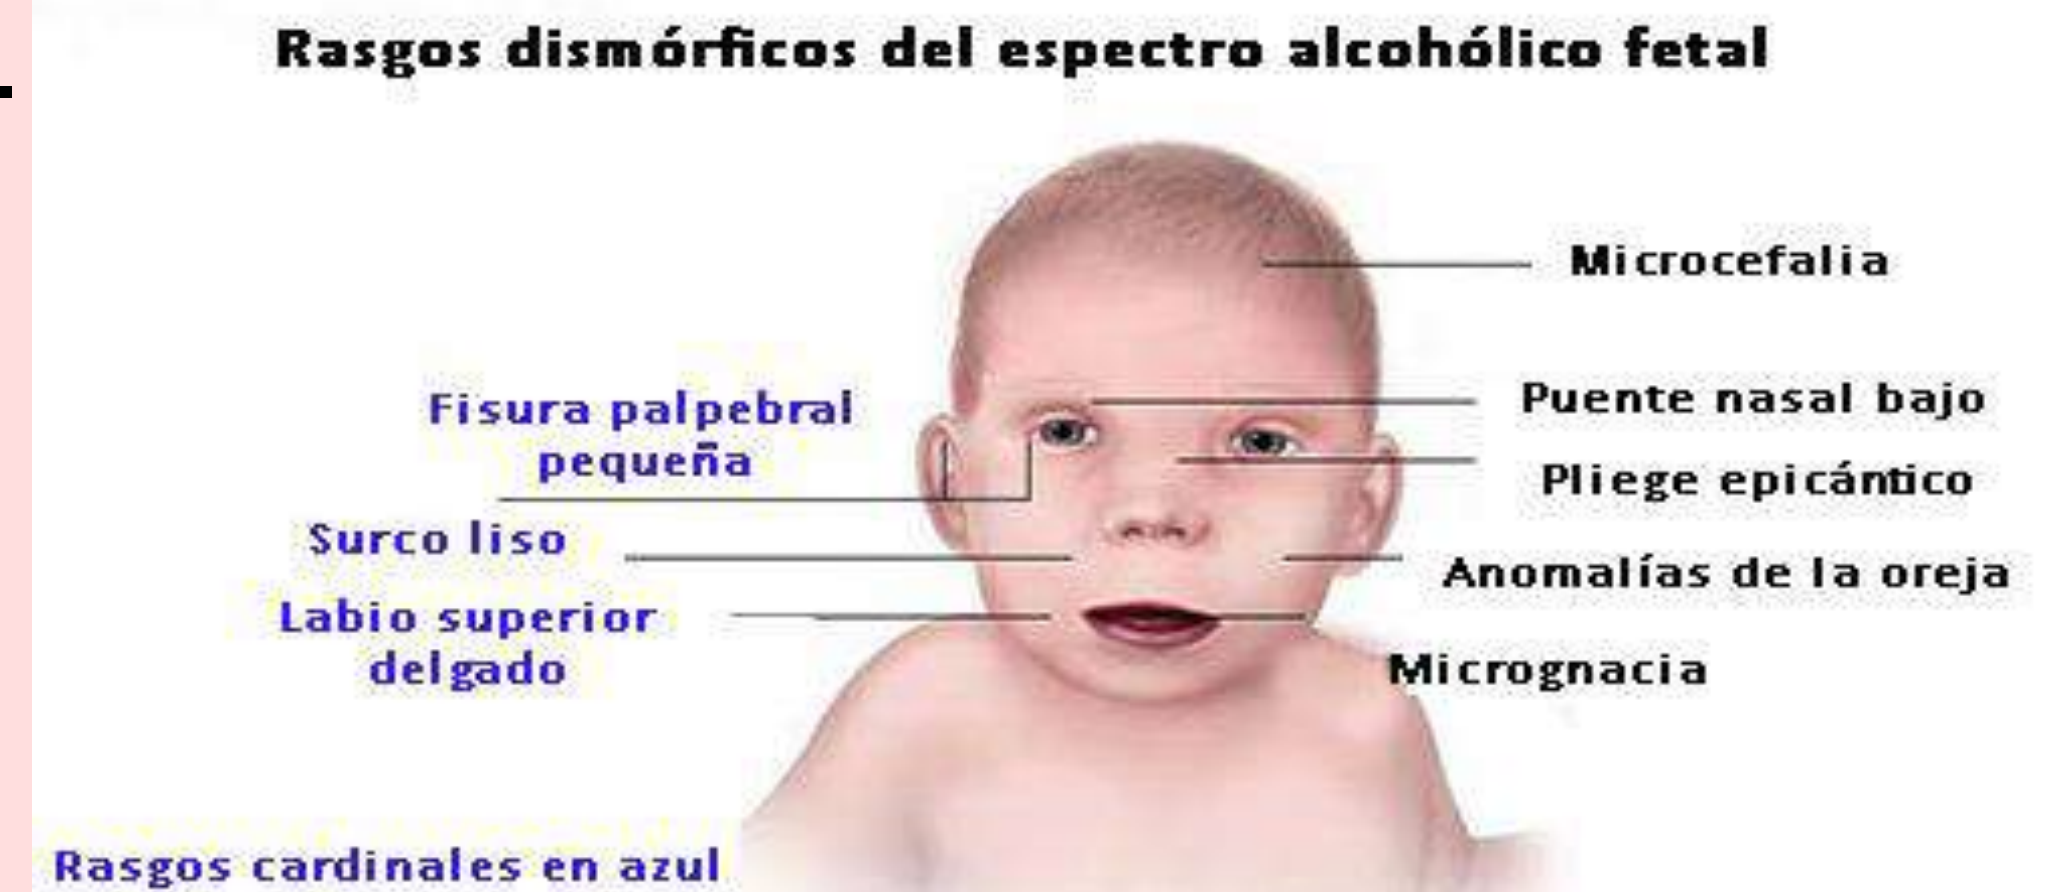 Rasgos dismórficos del espectro alcohólico fetal
Microcefalia
Fisura palpebral
pequeña
Surco liso
Labio superior
delgado
Puente nasal bajo
Pliege epicántico
Anomalías de la oreja
Micrognacia
Rasgos cardinales en azul